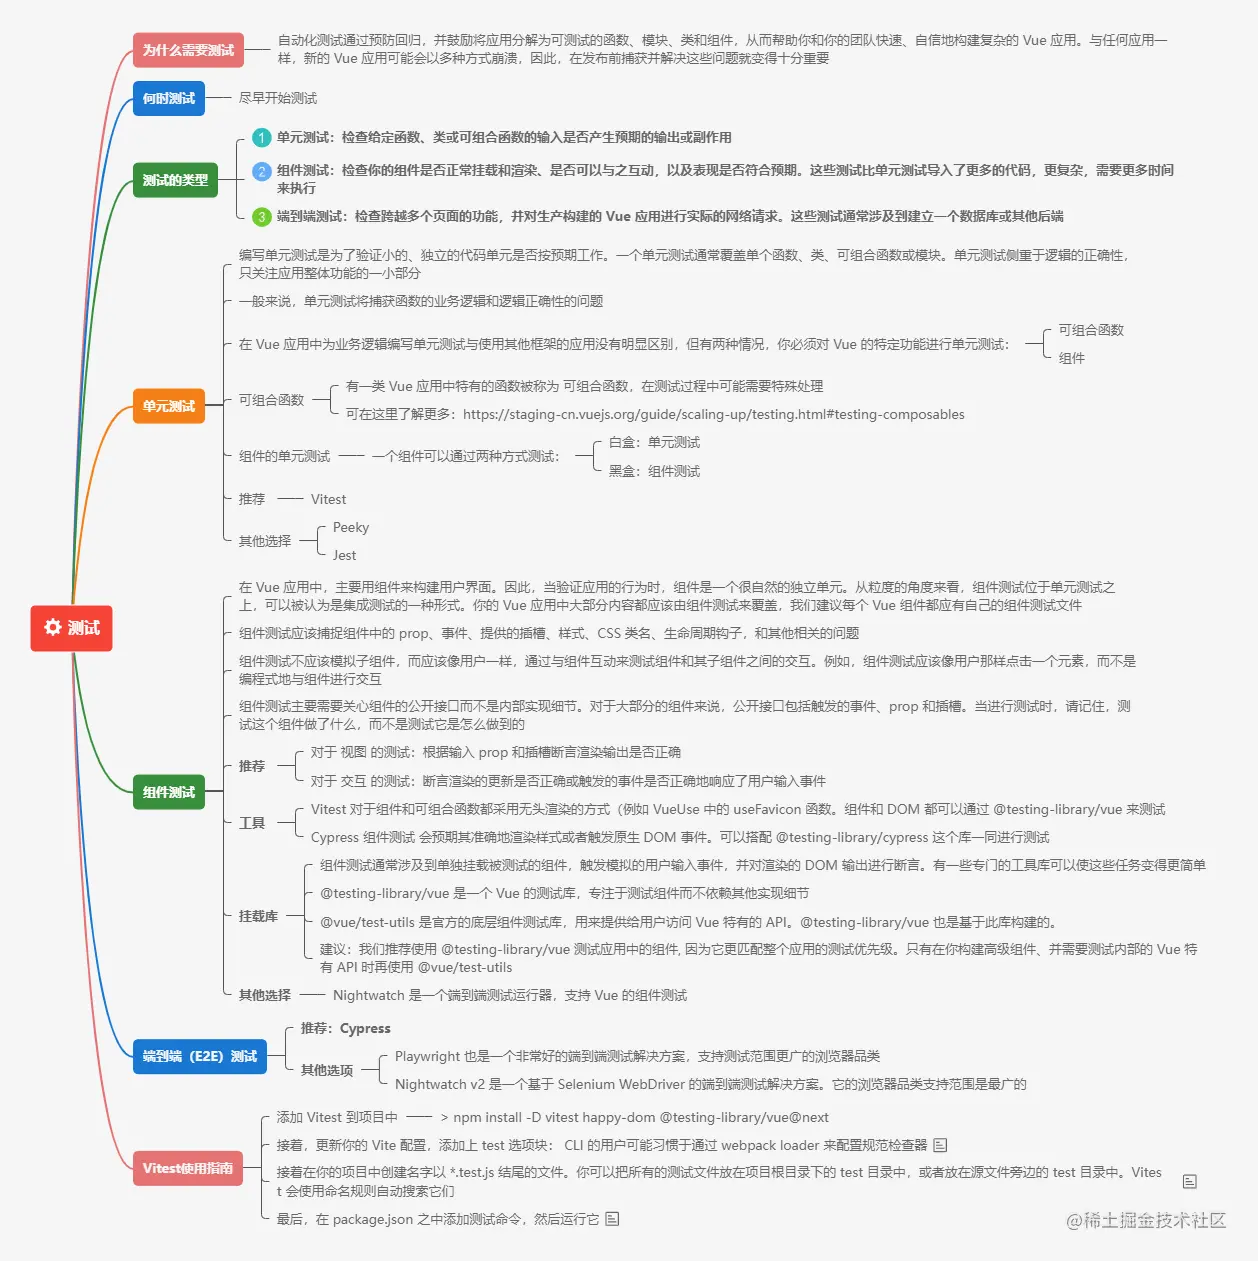 为什么需要测试
自动化测试通过预防回归，并鼓励将应用分解为可测试的函数、模块、类和组件，从而帮助你和你的团队快速、自信地构建复杂的 Vue 应用。与任何应用一
样，新的 Vue 应用可能会以多种方式崩溃，因此，在发布前捕获并解决这些问题就变得十分重要
何时测试
尽早开始测试
测试的类型
1 单元测试：检查给定函数、类或可组合函数的输入是否产生预期的输出或副作用
2 组件测试：检查你的组件是否正常挂载和渲染、是否可以与之互动，以及表现是否符合预期。这些测试比单元测试导入了更多的代码，更复杂，需要更多时间
来执行
3 端到端测试：检查跨越多个页面的功能，并对生产构建的 Vue 应用进行实际的网络请求。这些测试通常涉及到建立一个数据库或其他后端
单元测试
编写单元测试是为了验证小的、独立的代码单元是否按预期工作。一个单元测试通常覆盖单个函数、类、可组合函数或模块。单元测试侧重于逻辑的正确性，
只关注应用整体功能的一小部分
一般来说，单元测试将捕获函数的业务逻辑和逻辑正确性的问题
在 Vue 应用中为业务逻辑编写单元测试与使用其他框架的应用没有明显区别，但有两种情况，你必须对 Vue 的特定功能进行单元测试：
可组合函数
组件
可组合函数
有一类 Vue 应用中特有的函数被称为 可组合函数，在测试过程中可能需要特殊处理
可在这里了解更多：https://staging-cn.vuejs.org/guide/scaling-up/testing.html#testing-composables
组件的单元测试
一个组件可以通过两种方式测试：
白盒：单元测试
黑盒：组件测试
推荐
Vitest
其他选择
Peeky
Jest
测试
组件测试
在 Vue 应用中，主要用组件来构建用户界面。因此，当验证应用的行为时，组件是一个很自然的独立单元。从粒度的角度来看，组件测试位于单元测试之
上，可以被认为是集成测试的一种形式。你的 Vue 应用中大部分内容都应该由组件测试来覆盖，我们建议每个 Vue 组件都应有自己的组件测试文件
组件测试应该捕捉组件中的 prop、事件、提供的插槽、样式、CSS 类名、生命周期钩子，和其他相关的问题
组件测试不应该模拟子组件，而应该像用户一样，通过与组件互动来测试组件和其子组件之间的交互。例如，组件测试应该像用户那样点击一个元素，而不是
编程式地与组件进行交互
组件测试主要需要关心组件的公开接口而不是内部实现细节。对于大部分的组件来说，公开接口包括触发的事件、prop 和插槽。当进行测试时，请记住，测
试这个组件做了什么，而不是测试它是怎么做到的
推荐
对于 视图 的测试：根据输入 prop 和插槽断言渲染输出是否正确
对于 交互 的测试：断言渲染的更新是否正确或触发的事件是否正确地响应了用户输入事件
工具
Vitest 对于组件和可组合函数都采用无头渲染的方式（例如 VueUse 中的 useFavicon 函数。组件和 DOM 都可以通过 @testing-library/vue 来测试
Cypress 组件测试 会预期其准确地渲染样式或者触发原生 DOM 事件。可以搭配 @testing-library/cypress 这个库一同进行测试
挂载库
组件测试通常涉及到单独挂载被测试的组件，触发模拟的用户输入事件，并对渲染的 DOM 输出进行断言。有一些专门的工具库可以使这些任务变得更简单
@testing-library/vue 是一个 Vue 的测试库，专注于测试组件而不依赖其他实现细节
@vue/test-utils 是官方的底层组件测试库，用来提供给用户访问 Vue 特有的 API。@testing-library/vue 也是基于此库构建的。
建议：我们推荐使用 @testing-library/vue 测试应用中的组件, 因为它更匹配整个应用的测试优先级。只有在你构建高级组件、并需要测试内部的 Vue 特
有 API 时再使用 @vue/test-utils
其他选择
Nightwatch 是一个端到端测试运行器，支持 Vue 的组件测试
端到端（E2E）测试
推荐：Cypress
其他选项
Playwright 也是一个非常好的端到端测试解决方案，支持测试范围更广的浏览器品类
Nightwatch v2 是一个基于 Selenium WebDriver 的端到端测试解决方案。它的浏览器品类支持范围是最广的
Vitest使用指南
添加 Vitest 到项目中
> npm install -D vitest happy-dom @testing-library/vue@next
接着，更新你的 Vite 配置，添加上 test 选项块： CLI 的用户可能习惯于通过 webpack loader 来配置规范检查器
接着在你的项目中创建名字以 *.test.js 结尾的文件。你可以把所有的测试文件放在项目根目录下的 test 目录中，或者放在源文件旁边的 test 目录中。Vites
t 会使用命名规则自动搜索它们
最后，在 package.json 之中添加测试命令，然后运行它
@稀土掘金技术社区